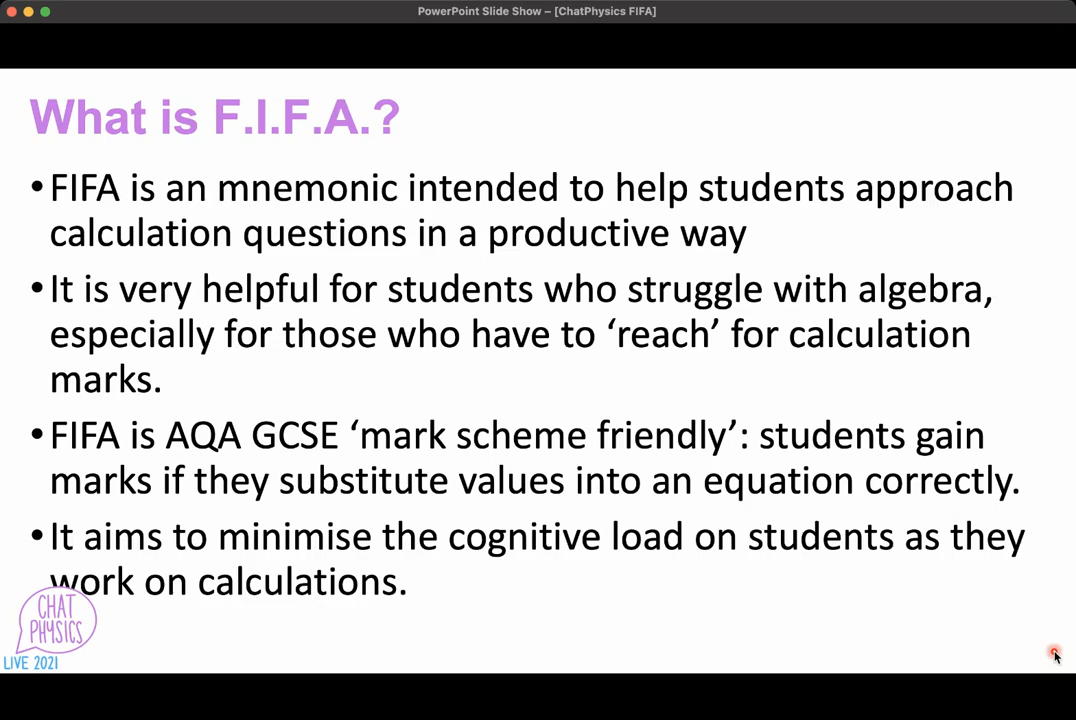 PowerPoint Slide Show – [ChatPhysics FIFA]
What is F.I.F.A.?
•FIFA is an mnemonic intended to help students approach
calculation questions in a productive way
•It is very helpful for students who struggle with algebra,
especially for those who have to ‘reach’ for calculation
marks.
•FIFA is AQA GCSE ‘mark scheme friendly’: students gain
marks if they substitute values into an equation correctly.
•It aims to minimise the cognitive load on students as they
work on calculations.
CHAT
PHYSICS
LIVE 2021